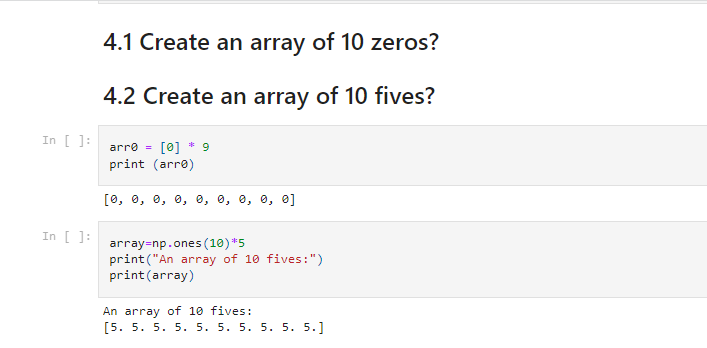 4.1 Create an array of 10 zeros?
4.2 Create an array of 10 fives?
In [ ]:
arr0 = [0] * 9
print (arr0)
[0, 0, 0, 0, 0, 0, 0, 0, 0]
In [ ]:
array=np.ones(10)*5
print("An array of 10 fives:")
print(array)
An array of 10 fives:
[5. 5. 5. 5. 5. 5. 5. 5. 5. 5.]